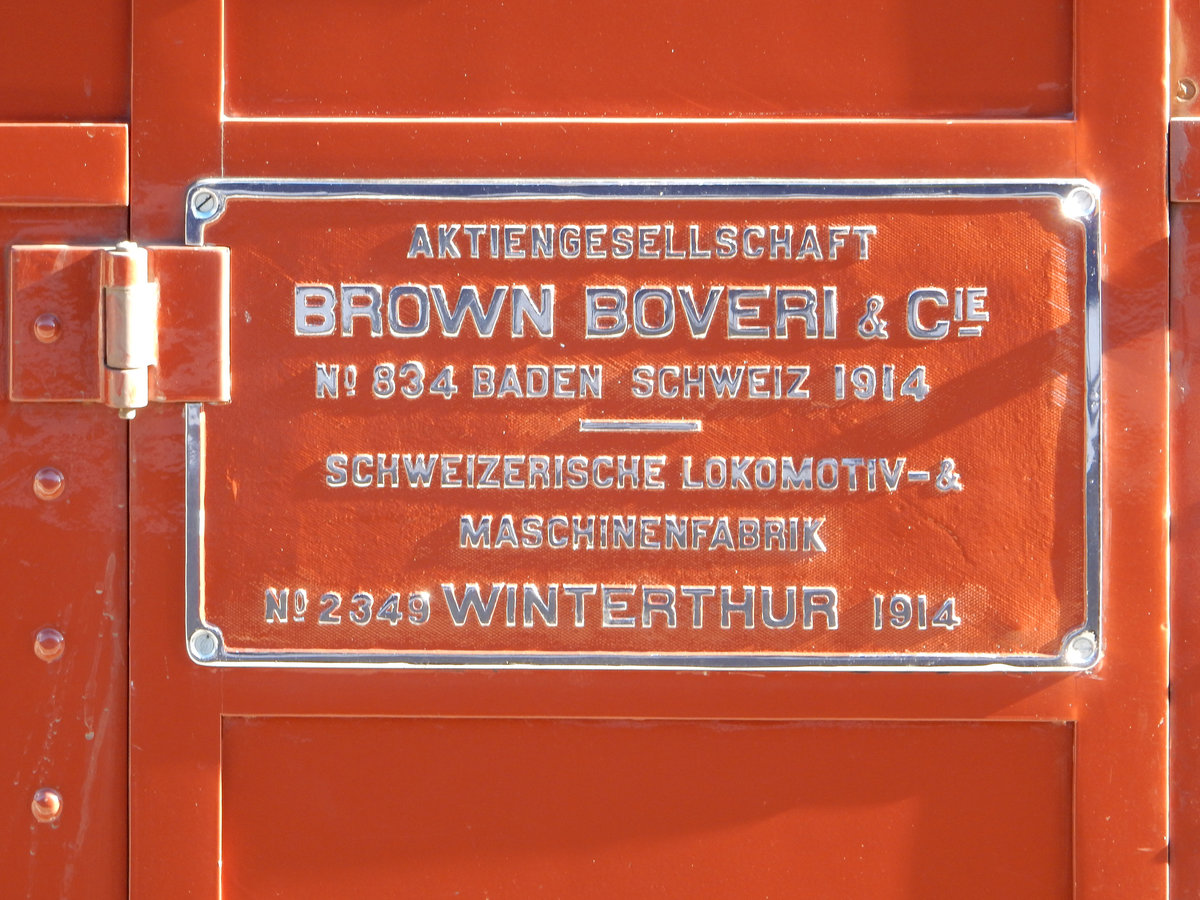 AKTIENGESELLSCHAFT
BROWN BOVERI & CIE
No 834 BADEN SCHWEIZ 1914
SCHWEIZERISCHE LOKOMOTIV-&
MASCHINENFABRIK
No 2349 WINTERTHUR 1914